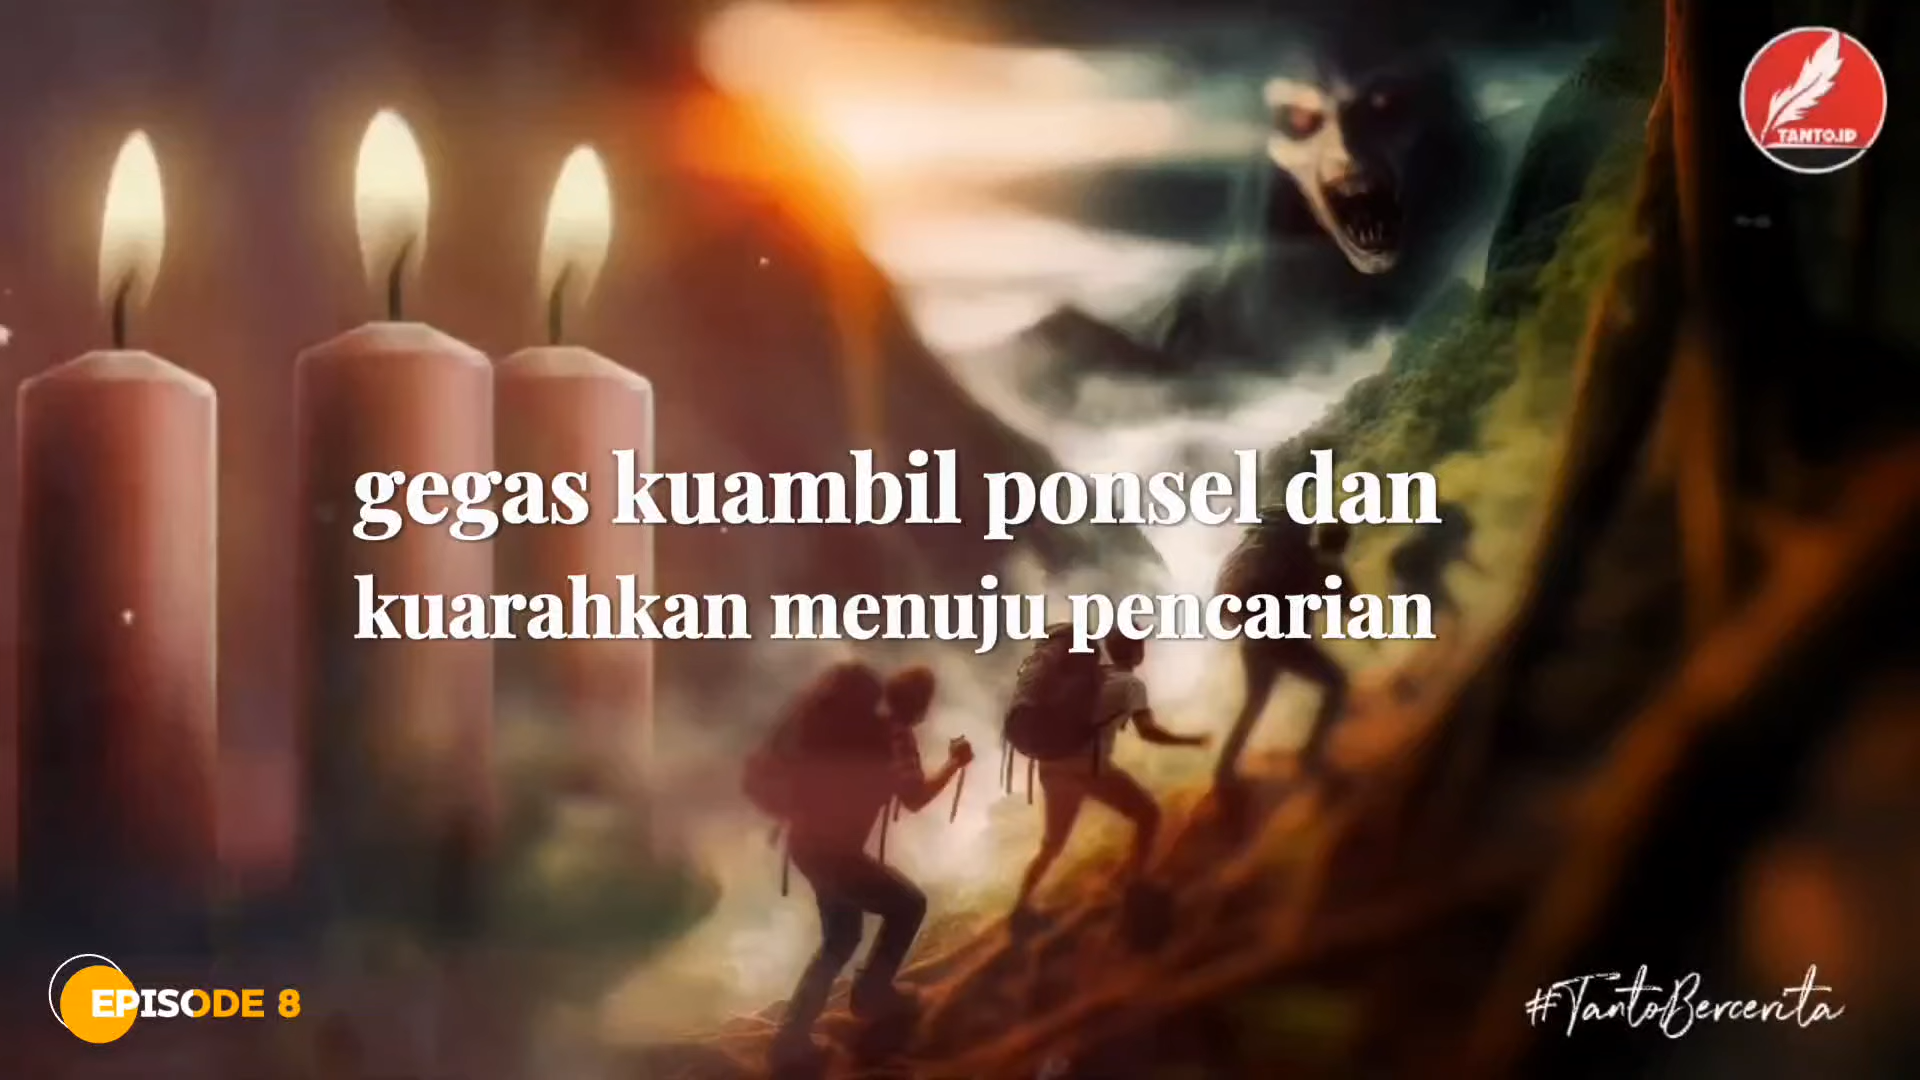 TANTO.ID
gegas kuambil ponsel dan
kuarahkan menuju pencarian
EPISODE 8
#TantoBercerita